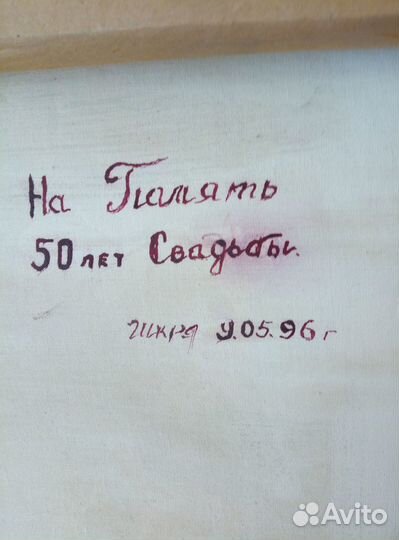 На Память
50 лет Свадьбы.
9.05.96 г
Avito